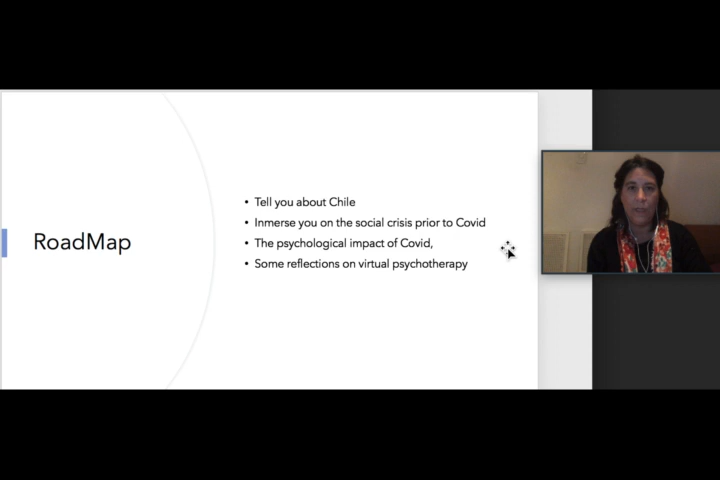 RoadMap
• Tell you about Chile
• Inmerse you on the social crisis prior to Covid
• The psychological impact of Covid,
• Some reflections on virtual psychotherapy